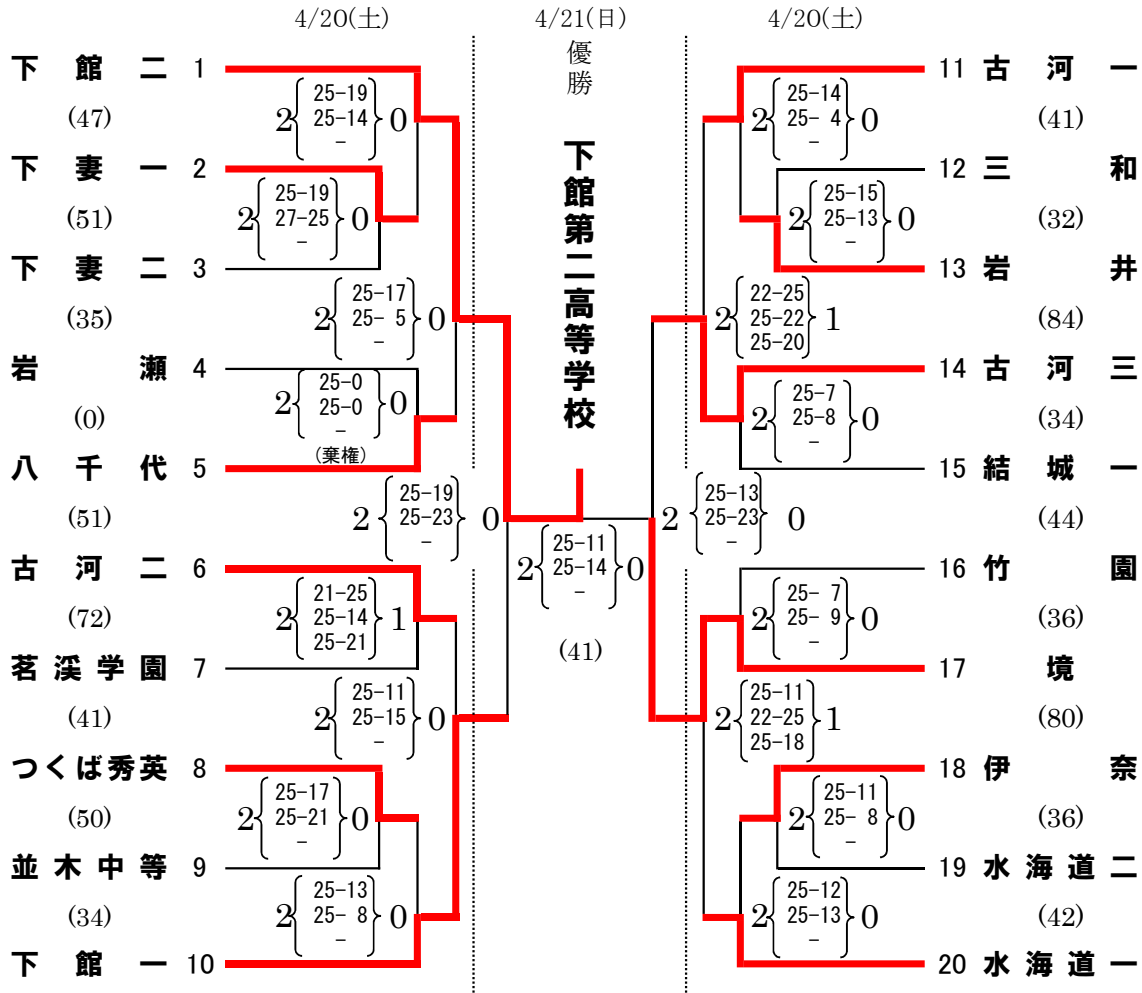 4/20(土) 4/21(日) 4/20(土)
優勝
下館第二高等学校
下館二 1
(47)
2 25-19 25-14 - 0
下妻一 2
(51)
2 25-19 27-25 - 0
下妻二 3
(35)
2 25-17 25- 5 - 0
岩瀬 4
(0)
2 25-0 25-0 - 0
(棄権)
八千代 5
(51)
2 25-19 25-23 - 0
古河二 6
(72)
2 21-25 25-14 25-21 1
茗渓学園 7
(41)
2 25-11 25-15 - 0
つくば秀英 8
(50)
2 25-17 25-21 - 0
並木中等 9
(34)
2 25-13 25- 8 - 0
下館一 10
2 25-11 25-14 - 0
(41)
11 古河一
(41)
2 25-14 25- 4 - 0
12 三和
(32)
2 25-15 25-13 - 0
13 岩井
(84)
2 22-25 25-22 25-20 1
14 古河三
(34)
2 25-7 25-8 - 0
15 結城一
(44)
2 25-13 25-23 - 0
16 竹園
(36)
2 25- 7 25- 9 - 0
17 境
(80)
2 25-11 22-25 25-18 1
18 伊奈
(36)
2 25-11 25- 8 - 0
19 水海道二
(42)
2 25-12 25-13 - 0
20 水海道一